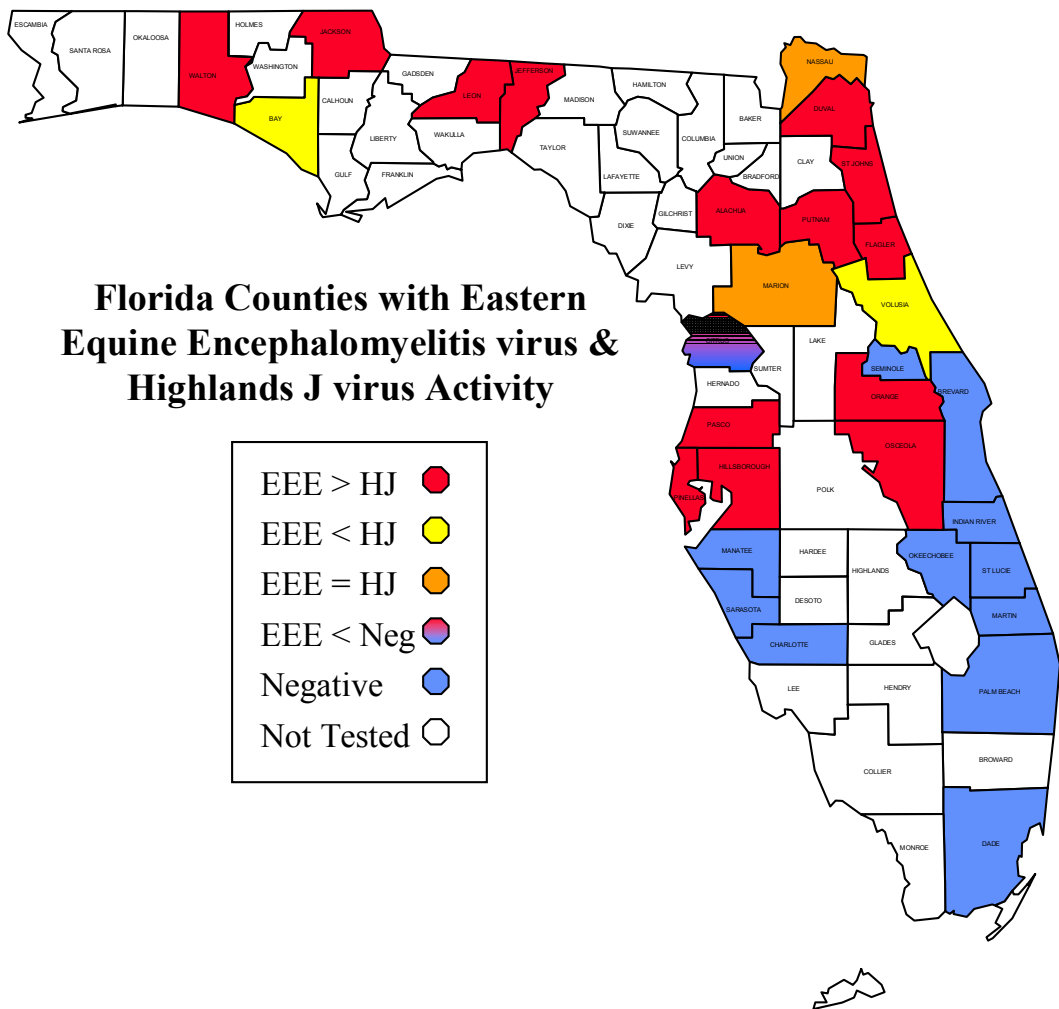 ESCAMBIA
SANTA ROSA
OKALOOSA
WALTON
HOLMES
WASHINGTON
JACKSON
BAY
CALHOUN
GULF
GADSDEN
LIBERTY
FRANKLIN
LEON
WAKULLA
JEFFERSON
MADISON
TAYLOR
HAMILTON
SUWANNEE
LAFAYETTE
DIXIE
COLUMBIA
GILCHRIST
LEVY
BAKER
UNION
BRADFORD
ALACHUA
NASSAU
DUVAL
CLAY
ST JOHNS
PUTNAM
FLAGLER
MARION
VOLUSIA
Florida Counties with Eastern
Equine Encephalomyelitis virus &
Highlands J virus Activity
CITRUS
SUMTER
LAKE
SEMINOLE
HERNADO
ORANGE
BREVARD
PASCO
OSCEOLA
HILLSBOROUGH
PINELLAS
POLK
INDIAN RIVER
EEE > HJ
EEE < HJ
EEE = HJ
EEE < Neg
Negative
Not Tested
MANATEE
HARDEE
HIGHLANDS
OKEECHOBEE
ST LUCIE
SARASOTA
DESOTO
MARTIN
CHARLOTTE
GLADES
LEE
HENDRY
PALM BEACH
COLLIER
BROWARD
MONROE
DADE